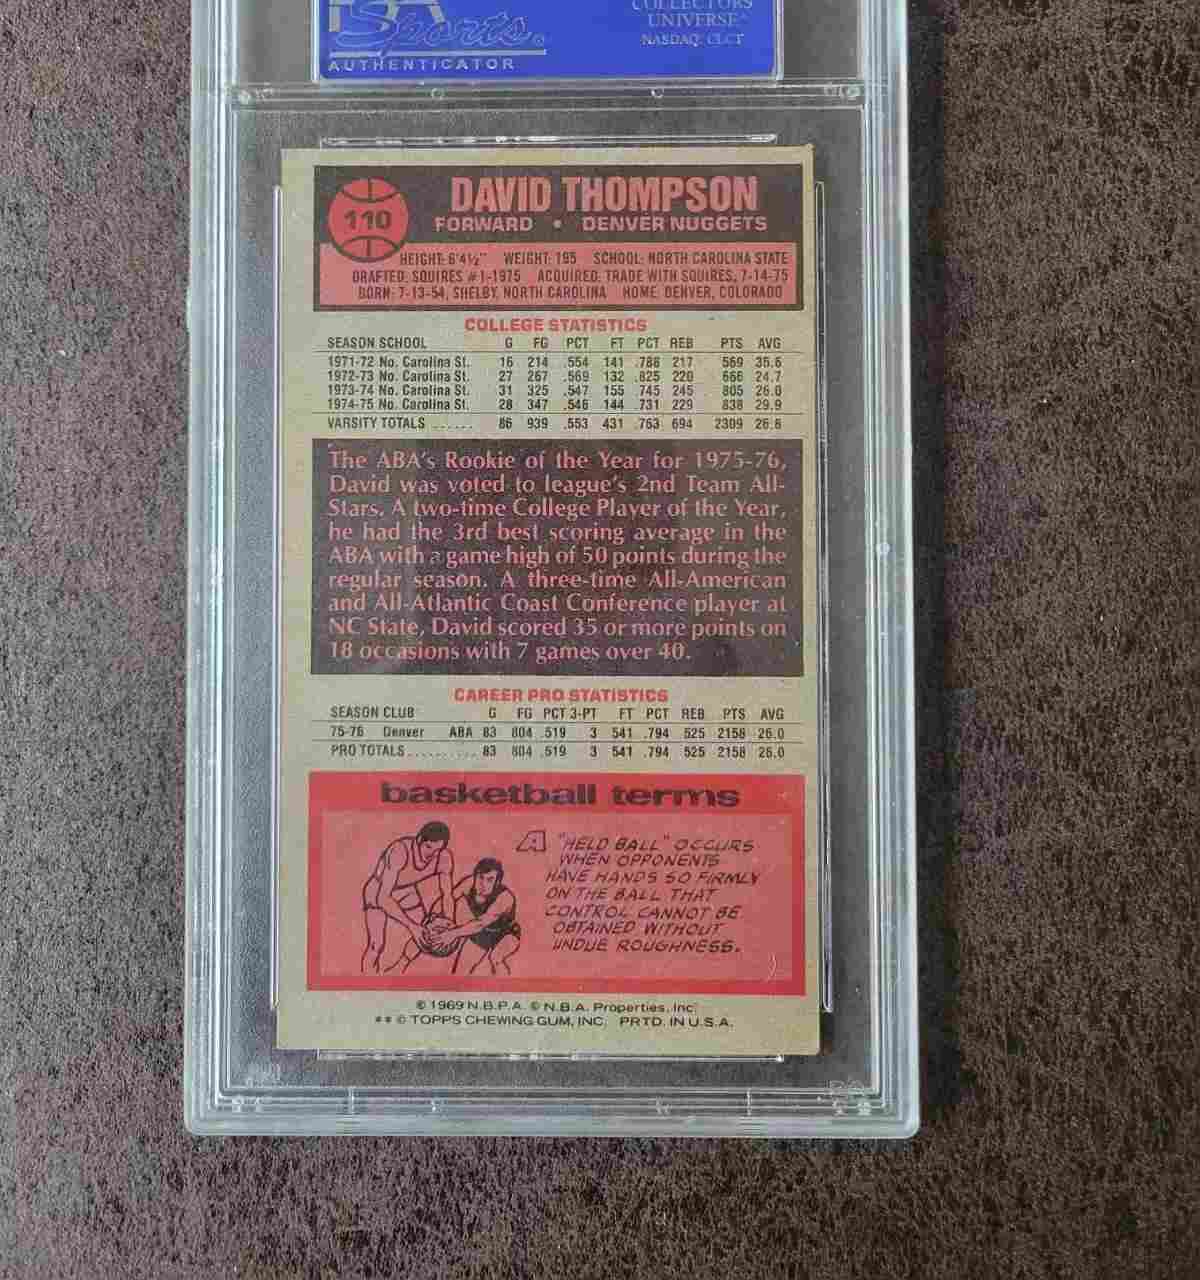 Sports
COLLECTORS
UNIVERSE
NASDAQ: CLCT
AUTHENTICATOR
110
DAVID THOMPSON
FORWARD • DENVER NUGGETS
HEIGHT: 6'4½" WEIGHT: 195 SCHOOL: NORTH CAROLINA STATE
DRAFTED: SQUIRES #1-1975 ACQUIRED: TRADE WITH SQUIRES, 7-14-75
BORN: 7-13-54, SHELBY, NORTH CAROLINA HOME: DENVER, COLORADO
COLLEGE STATISTICS
SEASON SCHOOL G FG PCT FT PCT REB PTS AVG
1971-72 No. Carolina St. 16 214 .554 141 .786 217 569 35.6
1972-73 No. Carolina St. 27 267 .569 132 .825 220 666 24.7
1973-74 No. Carolina St. 31 325 .547 155 .745 245 805 26.0
1974-75 No. Carolina St. 28 347 .546 144 .731 229 838 29.9
VARSITY TOTALS ...... 86 939 .553 431 .763 694 2309 26.8
The ABA's Rookie of the Year for 1975-76,
David was voted to league's 2nd Team All-
Stars. A two-time College Player of the Year,
he had the 3rd best scoring average in the
ABA with a game high of 50 points during the
regular season. A three-time All-American
and All-Atlantic Coast Conference player at
NC State, David scored 35 or more points on
18 occasions with 7 games over 40.
CAREER PRO STATISTICS
SEASON CLUB G FG PCT 3-PT FT PCT REB PTS AVG
75-76 Denver ABA 83 804 .519 3 541 .794 525 2158 26.0
PRO TOTALS.......... 83 804 .519 3 541 .794 525 2158 26.0
basketball terms
A "HELD BALL" OCCURS
WHEN OPPONENTS
HAVE HANDS SO FIRMLY
ON THE BALL THAT
CONTROL CANNOT BE
OBTAINED WITHOUT
UNDUE ROUGHNESS.
© 1969 N.B.P.A. © N.B.A. Properties, Inc.
** © TOPPS CHEWING GUM, INC. PRTD. IN U.S.A.